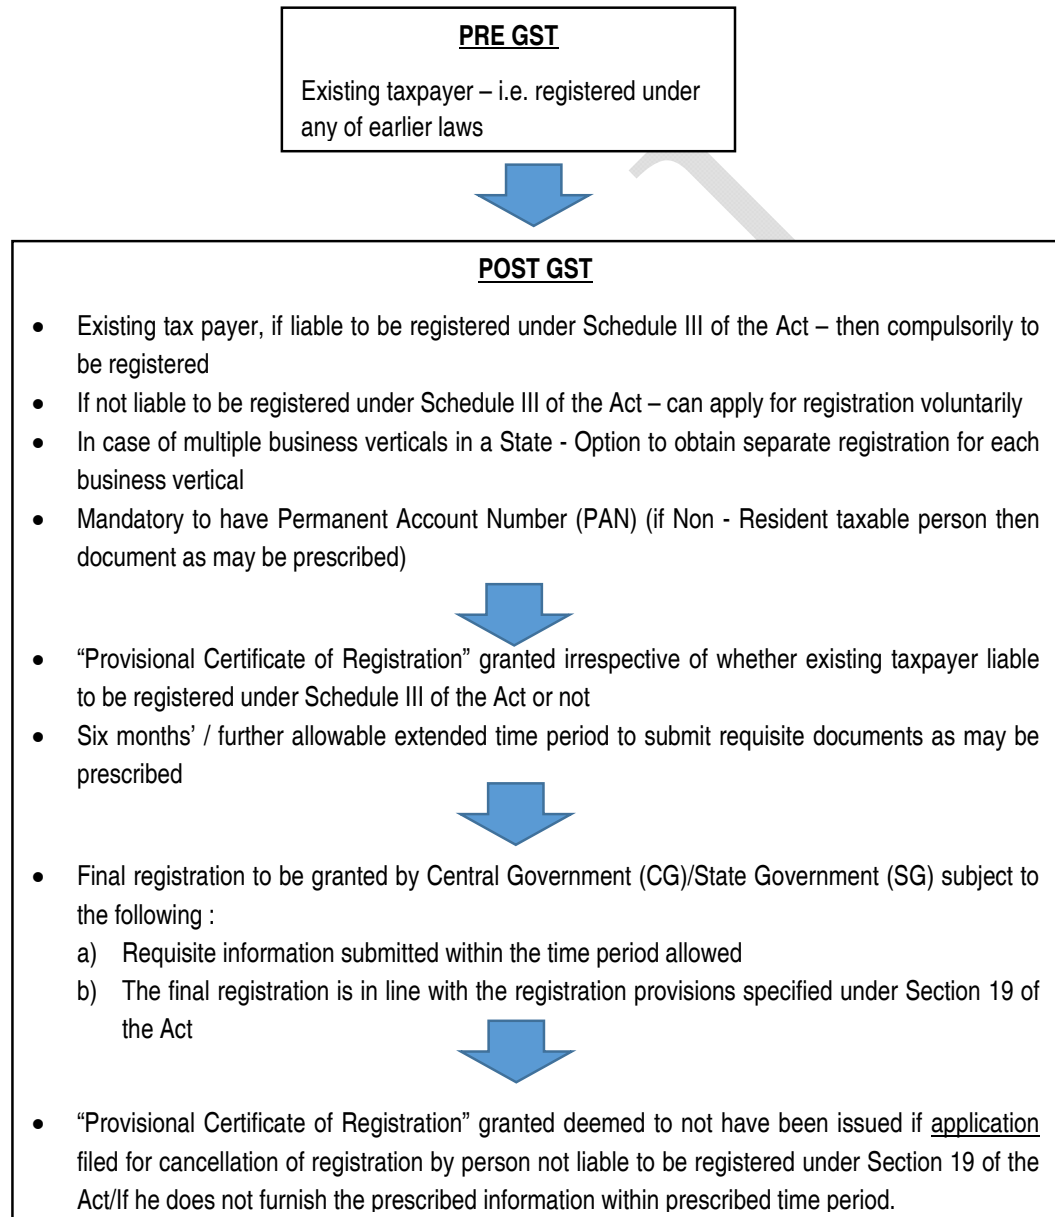 PRE GST
Existing taxpayer – i.e. registered under
any of earlier laws
POST GST
• Existing tax payer, if liable to be registered under Schedule III of the Act – then compulsorily to
be registered
• If not liable to be registered under Schedule III of the Act – can apply for registration voluntarily
• In case of multiple business verticals in a State - Option to obtain separate registration for each
business vertical
• Mandatory to have Permanent Account Number (PAN) (if Non - Resident taxable person then
document as may be prescribed)
• “Provisional Certificate of Registration” granted irrespective of whether existing taxpayer liable
to be registered under Schedule III of the Act or not
• Six months’ / further allowable extended time period to submit requisite documents as may be
prescribed
• Final registration to be granted by Central Government (CG)/State Government (SG) subject to
the following :
a) Requisite information submitted within the time period allowed
b) The final registration is in line with the registration provisions specified under Section 19 of
the Act
• “Provisional Certificate of Registration” granted deemed to not have been issued if application
filed for cancellation of registration by person not liable to be registered under Section 19 of the
Act/If he does not furnish the prescribed information within prescribed time period.